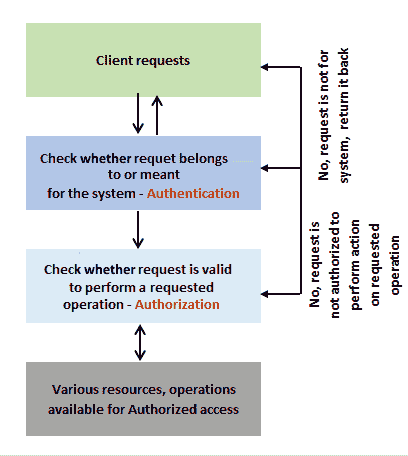 Client requests
Check whether requet belongs
to or meant
for the system - Authentication
Check whether request is valid
to perform a requested
operation - Authorization
Various resources, operations
available for Authorized access
No, request is not for
system, return it back
No, request is
not authorized to
perform action
on requested
operation